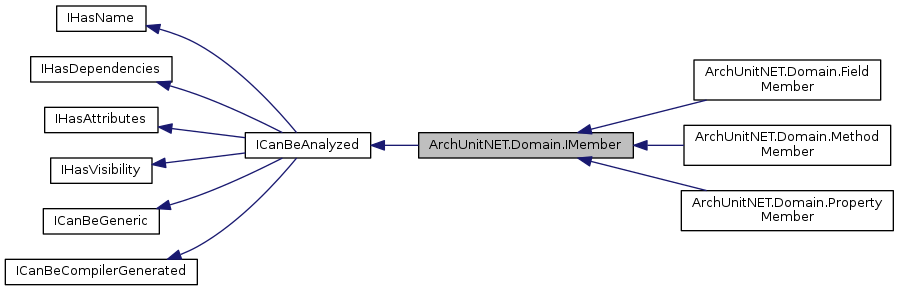 IHasName
IHasDependencies
IHasAttributes
IHasVisibility
ICanBeGeneric
ICanBeCompilerGenerated
ICanBeAnalyzed
ArchUnitNET.Domain.IMember
ArchUnitNET.Domain.Field
Member
ArchUnitNET.Domain.Method
Member
ArchUnitNET.Domain.Property
Member